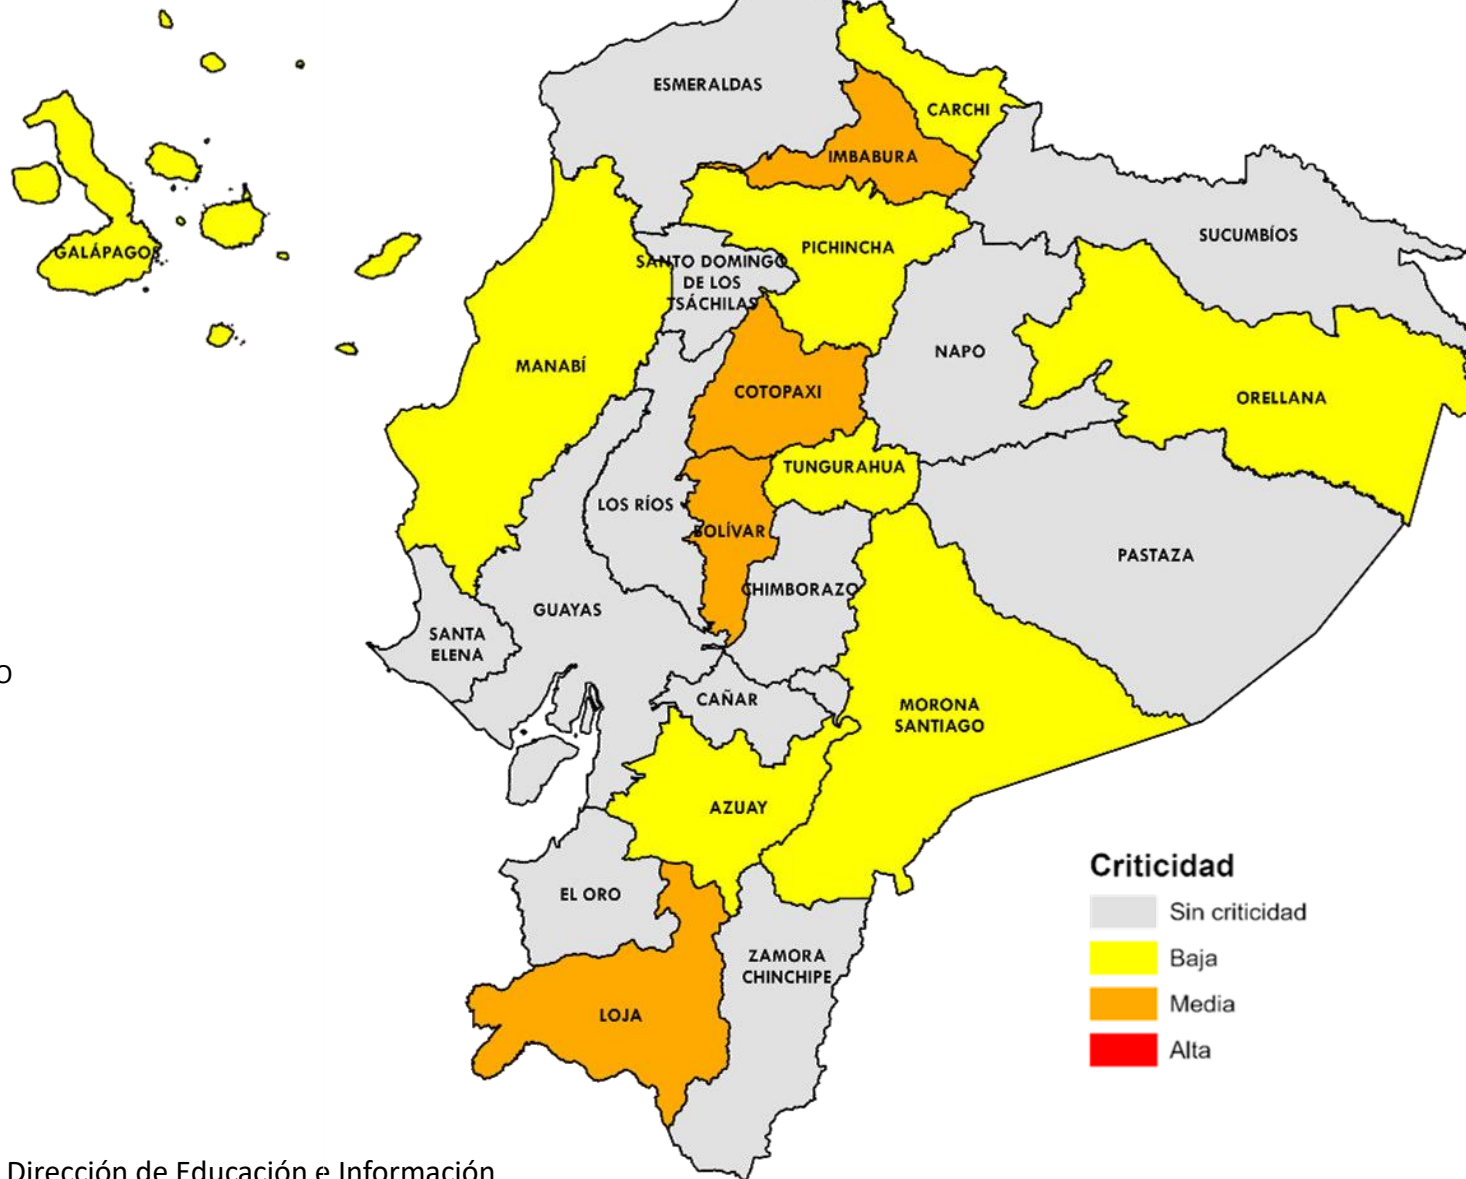 ESMERALDAS
CARCHI
IMBABURA
SUCUMBÍOS
GALÁPAGOS
PICHINCHA
SANTO DOMINGO
DE LOS
TSÁCHILAS
NAPO
MANABÍ
COTOPAXI
ORELLANA
TUNGURAHUA
LOS RÍOS
BOLÍVAR
PASTAZA
CHIMBORAZO
GUAYAS
SANTA
ELENA
O
CAÑAR
MORONA
SANTIAGO
AZUAY
EL ORO
ZAMORA
CHINCHIPE
LOJA
Criticidad
Sin criticidad
Baja
Media
Alta
Dirección de Educación e Información